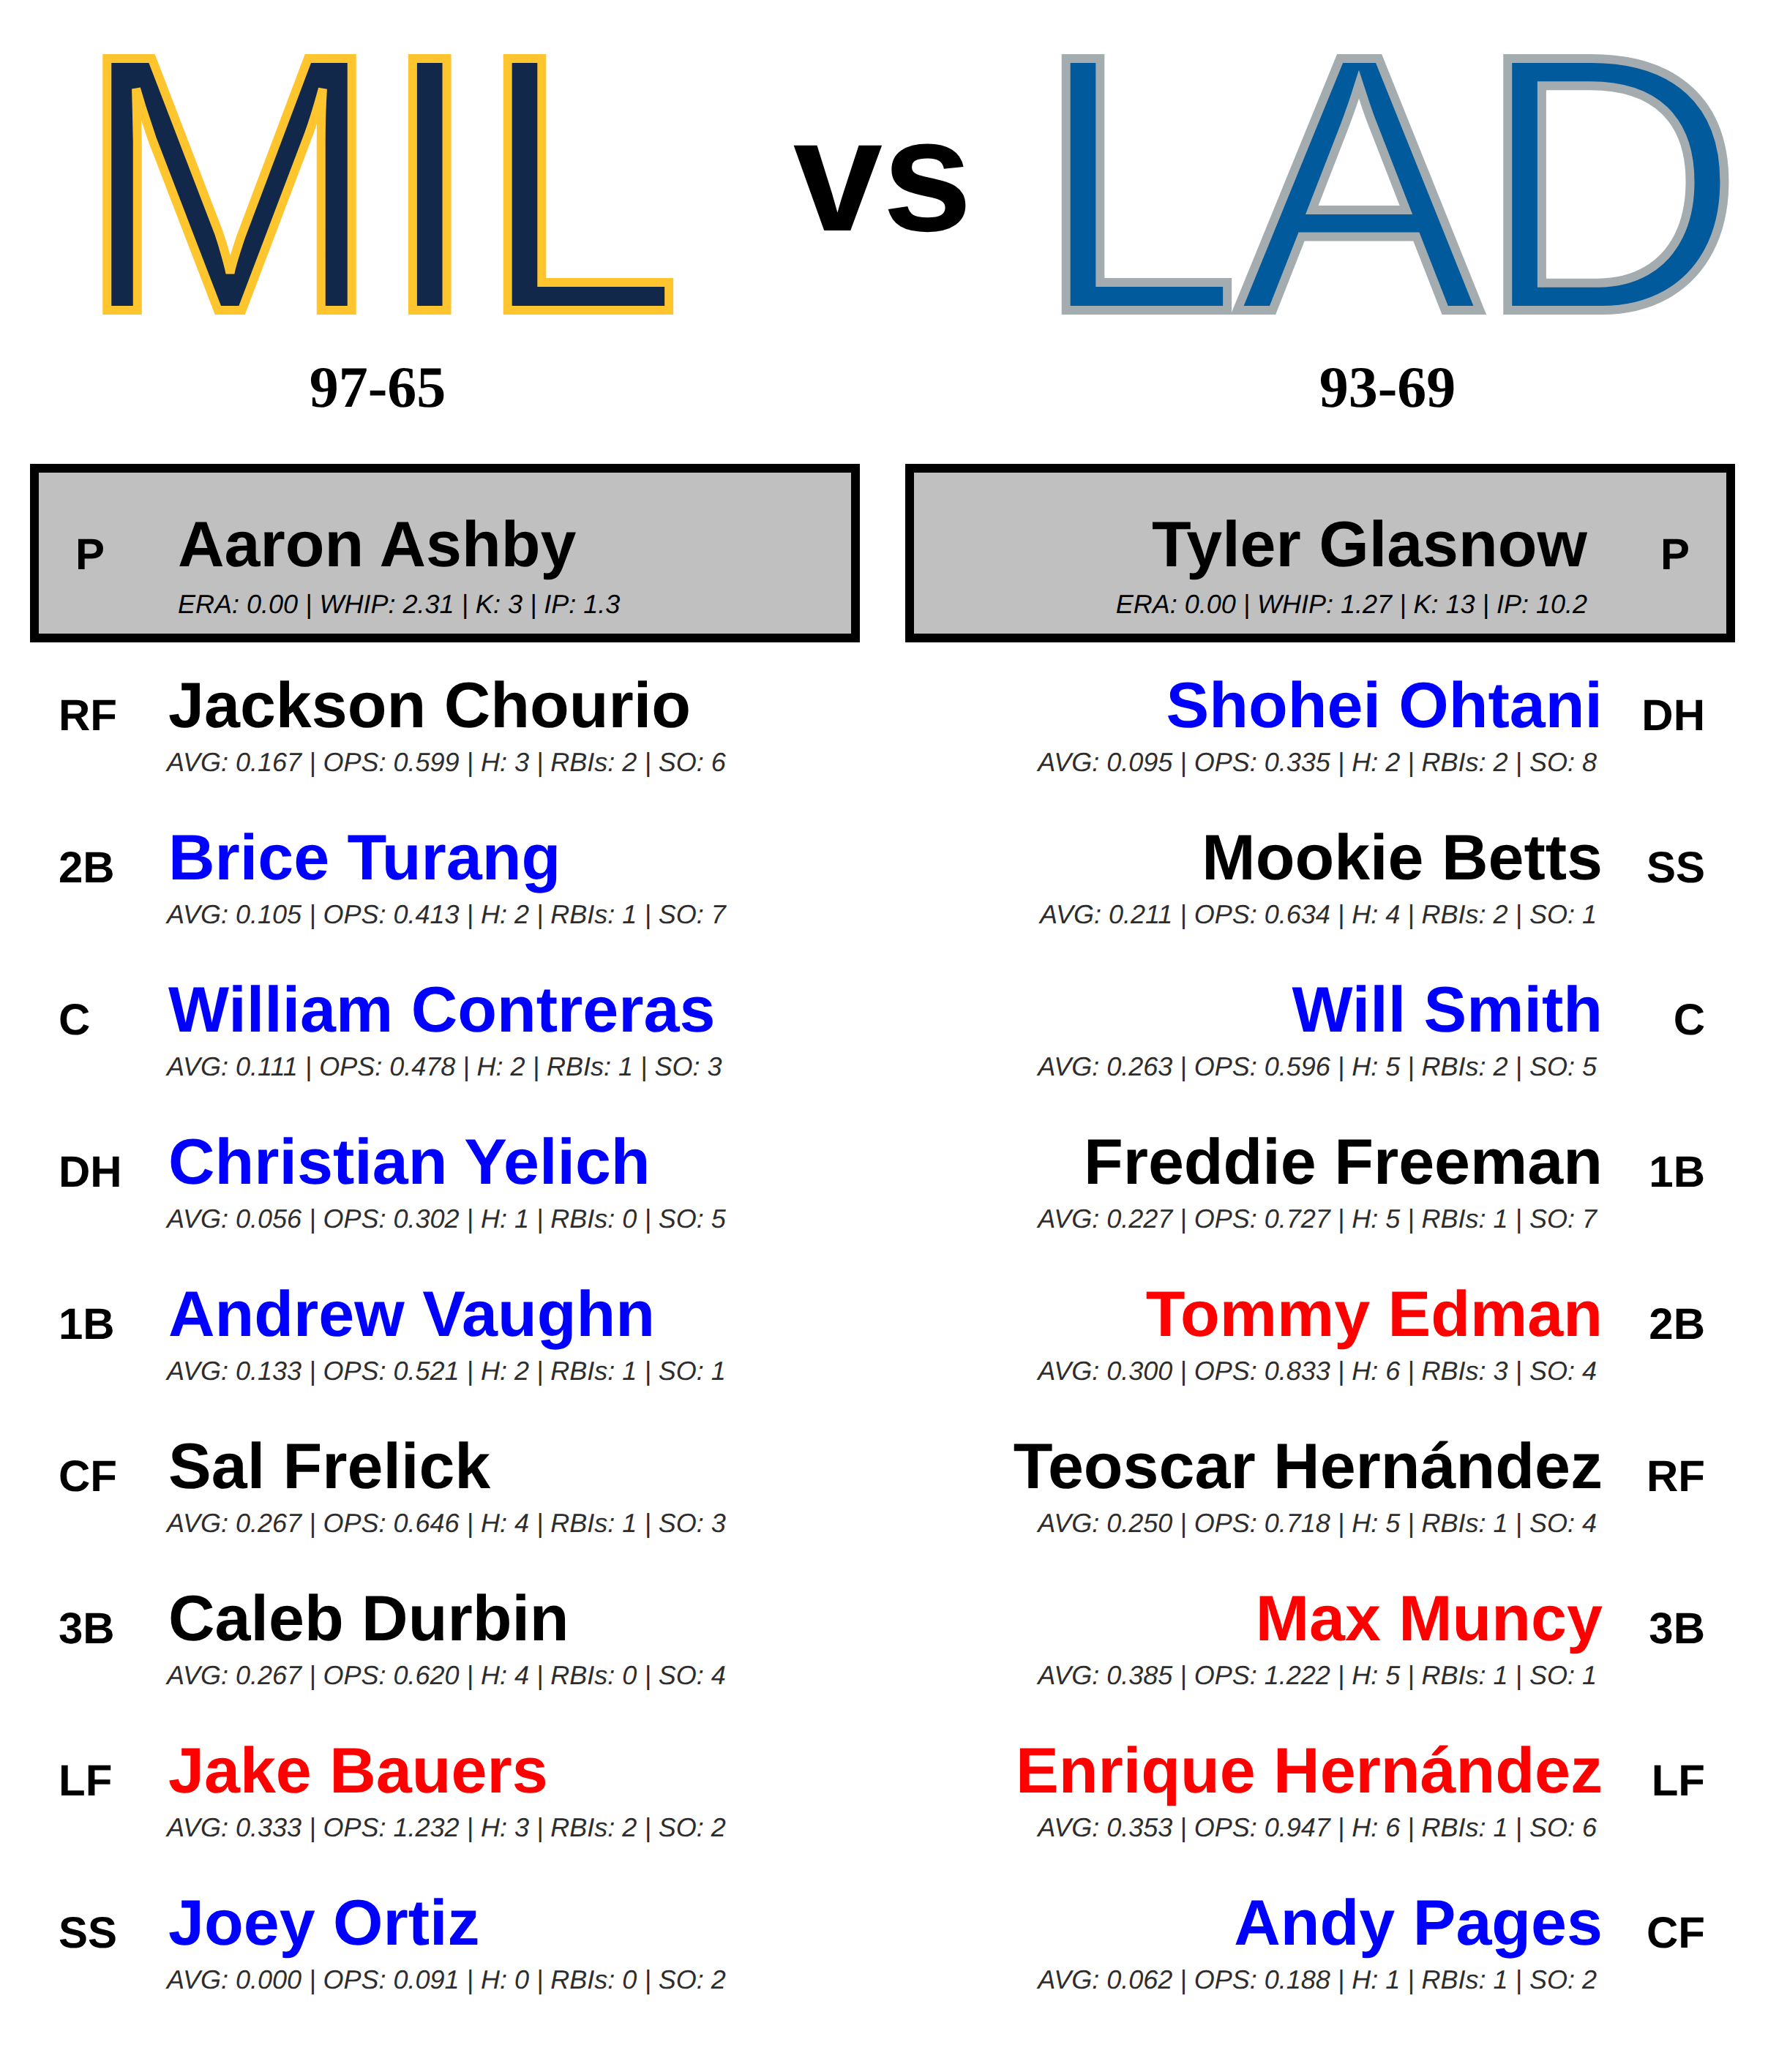 MIL vs LAD
97-65 93-69
P Aaron Ashby
ERA: 0.00 | WHIP: 2.31 | K: 3 | IP: 1.3
Tyler Glasnow P
ERA: 0.00 | WHIP: 1.27 | K: 13 | IP: 10.2
RF Jackson Chourio
AVG: 0.167 | OPS: 0.599 | H: 3 | RBIs: 2 | SO: 6
2B Brice Turang
AVG: 0.105 | OPS: 0.413 | H: 2 | RBIs: 1 | SO: 7
C William Contreras
AVG: 0.111 | OPS: 0.478 | H: 2 | RBIs: 1 | SO: 3
DH Christian Yelich
AVG: 0.056 | OPS: 0.302 | H: 1 | RBIs: 0 | SO: 5
1B Andrew Vaughn
AVG: 0.133 | OPS: 0.521 | H: 2 | RBIs: 1 | SO: 1
CF Sal Frelick
AVG: 0.267 | OPS: 0.646 | H: 4 | RBIs: 1 | SO: 3
3B Caleb Durbin
AVG: 0.267 | OPS: 0.620 | H: 4 | RBIs: 0 | SO: 4
LF Jake Bauers
AVG: 0.333 | OPS: 1.232 | H: 3 | RBIs: 2 | SO: 2
SS Joey Ortiz
AVG: 0.000 | OPS: 0.091 | H: 0 | RBIs: 0 | SO: 2
Shohei Ohtani DH
AVG: 0.095 | OPS: 0.335 | H: 2 | RBIs: 2 | SO: 8
Mookie Betts SS
AVG: 0.211 | OPS: 0.634 | H: 4 | RBIs: 2 | SO: 1
Will Smith C
AVG: 0.263 | OPS: 0.596 | H: 5 | RBIs: 2 | SO: 5
Freddie Freeman 1B
AVG: 0.227 | OPS: 0.727 | H: 5 | RBIs: 1 | SO: 7
Tommy Edman 2B
AVG: 0.300 | OPS: 0.833 | H: 6 | RBIs: 3 | SO: 4
Teoscar Hernández RF
AVG: 0.250 | OPS: 0.718 | H: 5 | RBIs: 1 | SO: 4
Max Muncy 3B
AVG: 0.385 | OPS: 1.222 | H: 5 | RBIs: 1 | SO: 1
Enrique Hernández LF
AVG: 0.353 | OPS: 0.947 | H: 6 | RBIs: 1 | SO: 6
Andy Pages CF
AVG: 0.062 | OPS: 0.188 | H: 1 | RBIs: 1 | SO: 2